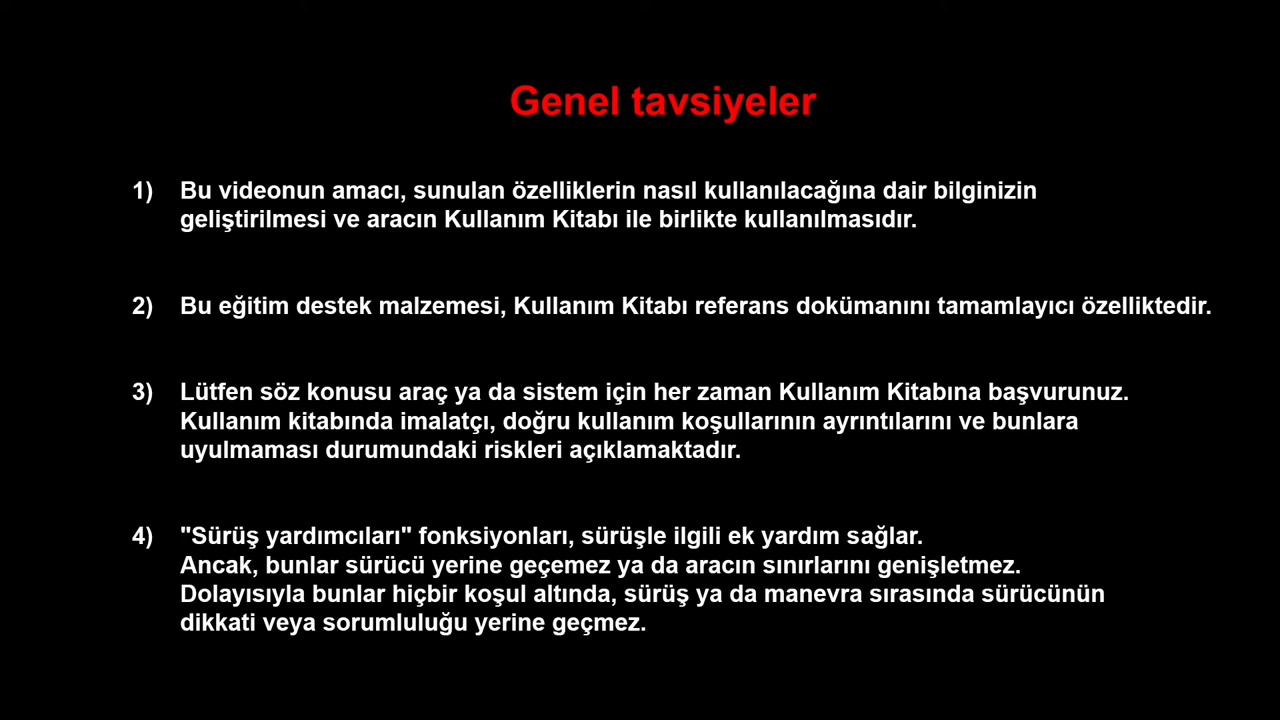 Genel tavsiyeler
1) Bu videonun amacı, sunulan özelliklerin nasıl kullanılacağına dair bilginizin
geliştirilmesi ve aracın Kullanım Kitabı ile birlikte kullanılmasıdır.
2) Bu eğitim destek malzemesi, Kullanım Kitabı referans dokümanını tamamlayıcı özelliktedir.
3) Lütfen söz konusu araç ya da sistem için her zaman Kullanım Kitabına başvurunuz.
Kullanım kitabında imalatçı, doğru kullanım koşullarının ayrıntılarını ve bunlara
uyulmaması durumundaki riskleri açıklamaktadır.
4) "Sürüş yardımcıları" fonksiyonları, sürüşle ilgili ek yardım sağlar.
Ancak, bunlar sürücü yerine geçemez ya da aracın sınırlarını genişletmez.
Dolayısıyla bunlar hiçbir koşul altında, sürüş ya da manevra sırasında sürücünün
dikkati veya sorumluluğu yerine geçmez.